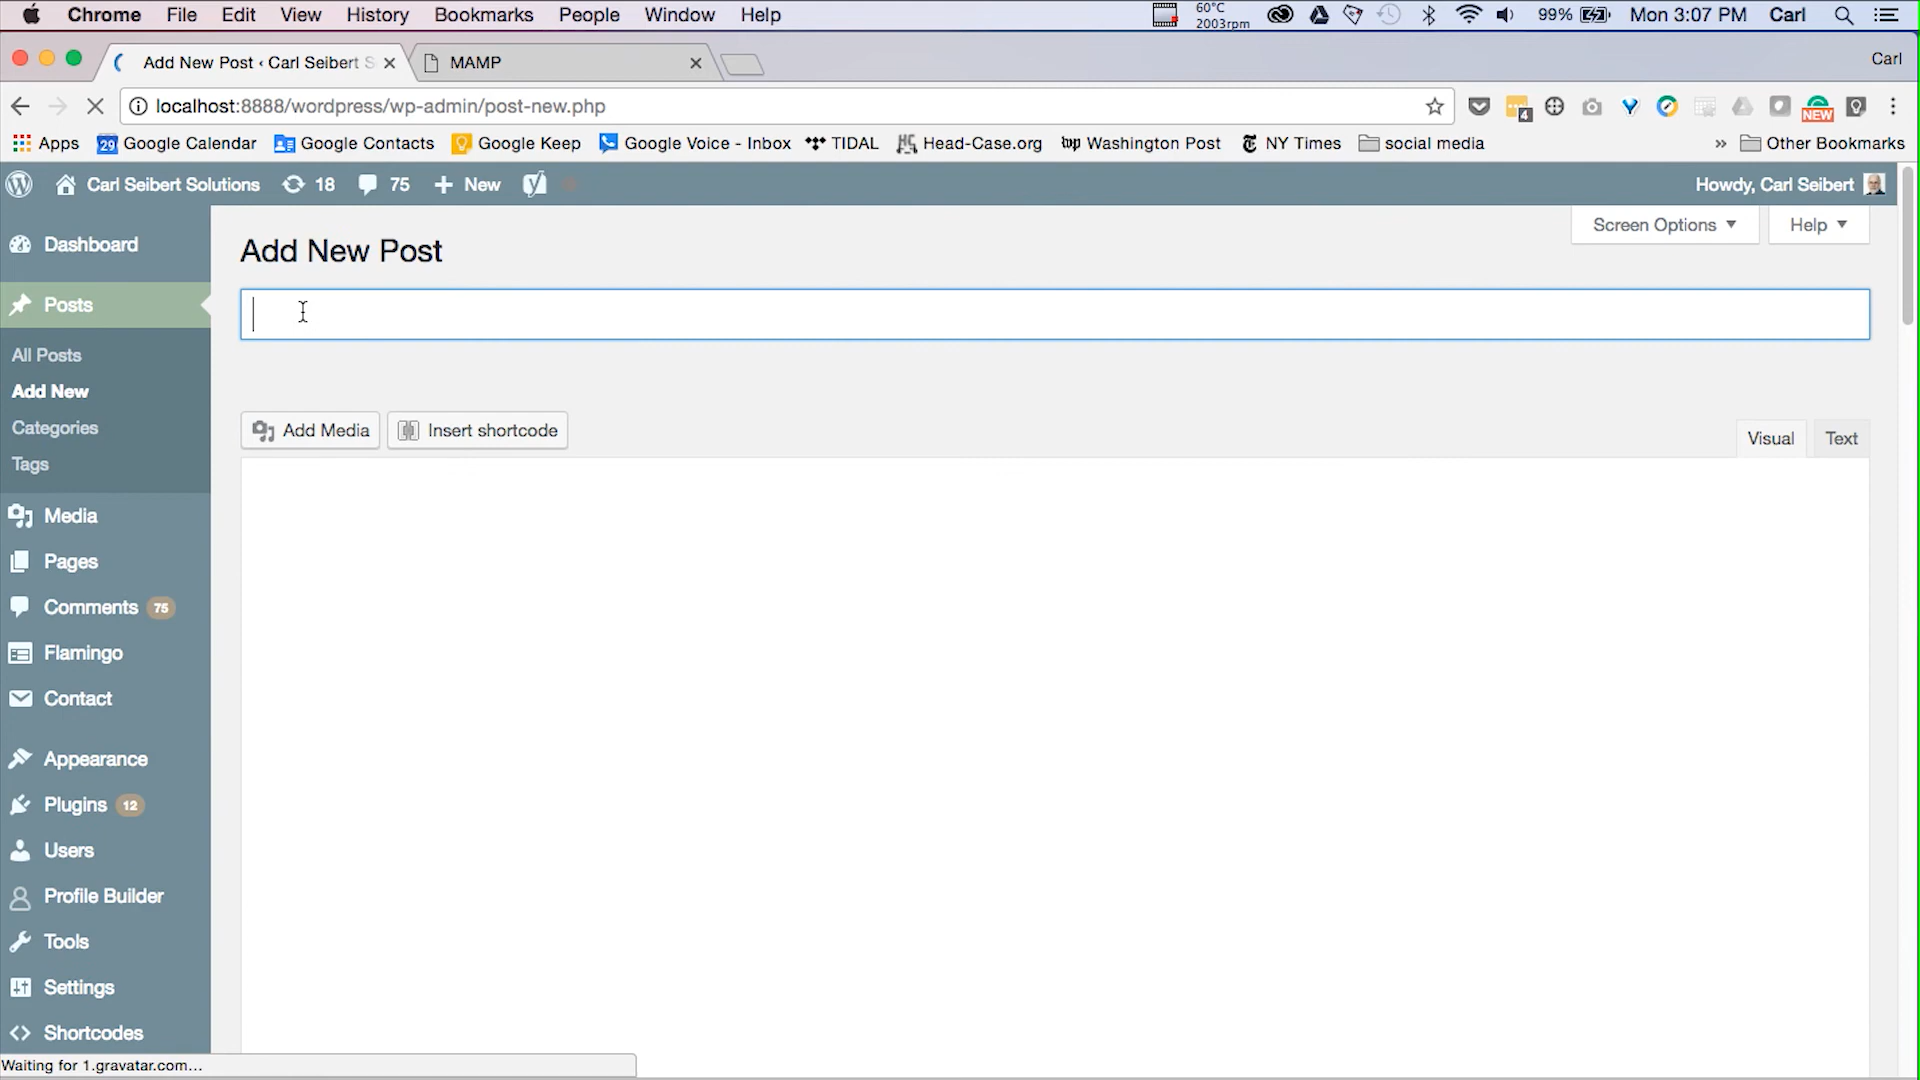 Chrome File Edit View History Bookmarks People Window Help 60°C 2003rpm 99% Mon 3:07 PM Carl
Add New Post ‹ Carl Seibert S MAMP Carl
localhost:8888/wordpress/wp-admin/post-new.php 4 NEW
Apps 29 Google Calendar Google Contacts Google Keep Google Voice - Inbox TIDAL HC Head-Case.org wp Washington Post NY Times social media » Other Bookmarks
Carl Seibert Solutions 18 75 + New Howdy, Carl Seibert
Dashboard
Screen Options Help
Add New Post
Posts
All Posts
Add New
Categories
Tags
Add Media Insert shortcode Visual Text
Media
Pages
Comments 75
Flamingo
Contact
Appearance
Plugins 12
Users
Profile Builder
Tools
Settings
Shortcodes
Waiting for 1.gravatar.com...